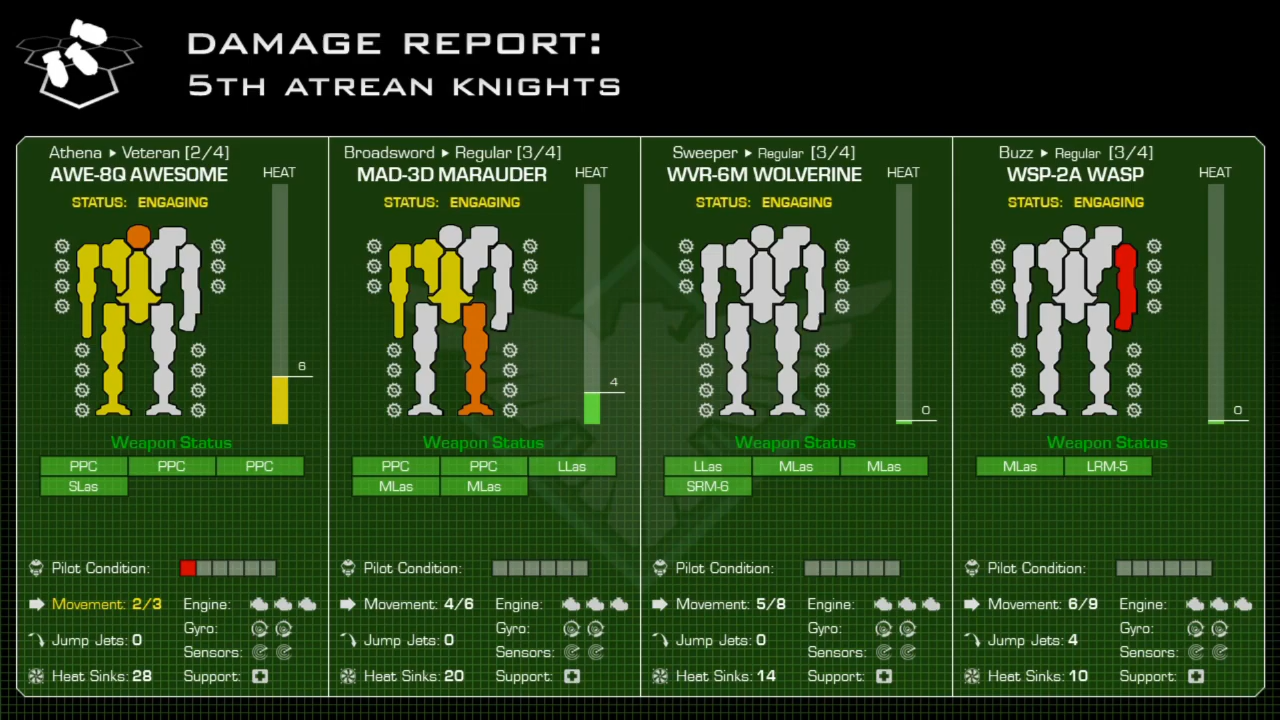 DAMAGE REPORT:
5TH ATREAN KNIGHTS
Athena ▸ Veteran [2/4]
AWE-8Q AWESOME
HEAT
STATUS: ENGAGING
6
Weapon Status
PPC PPC PPC
SLas
Pilot Condition:
Movement: 2/3 Engine:
Gyro:
Jump Jets: 0
Sensors:
Heat Sinks: 28 Support:
Broadsword ▸ Regular [3/4]
MAD-3D MARAUDER
HEAT
STATUS: ENGAGING
4
Weapon Status
PPC PPC LLas
MLas MLas
Pilot Condition:
Movement: 4/6 Engine:
Gyro:
Jump Jets: 0
Sensors:
Heat Sinks: 20 Support:
Sweeper ▸ Regular [3/4]
WVR-6M WOLVERINE
HEAT
STATUS: ENGAGING
0
Weapon Status
LLas MLas MLas
SRM-6
Pilot Condition:
Movement: 5/8 Engine:
Gyro:
Jump Jets: 0
Sensors:
Heat Sinks: 14 Support:
Buzz ▸ Regular [3/4]
WSP-2A WASP
HEAT
STATUS: ENGAGING
0
Weapon Status
MLas LRM-5
Pilot Condition:
Movement: 6/9 Engine:
Gyro:
Jump Jets: 4
Sensors:
Heat Sinks: 10 Support: